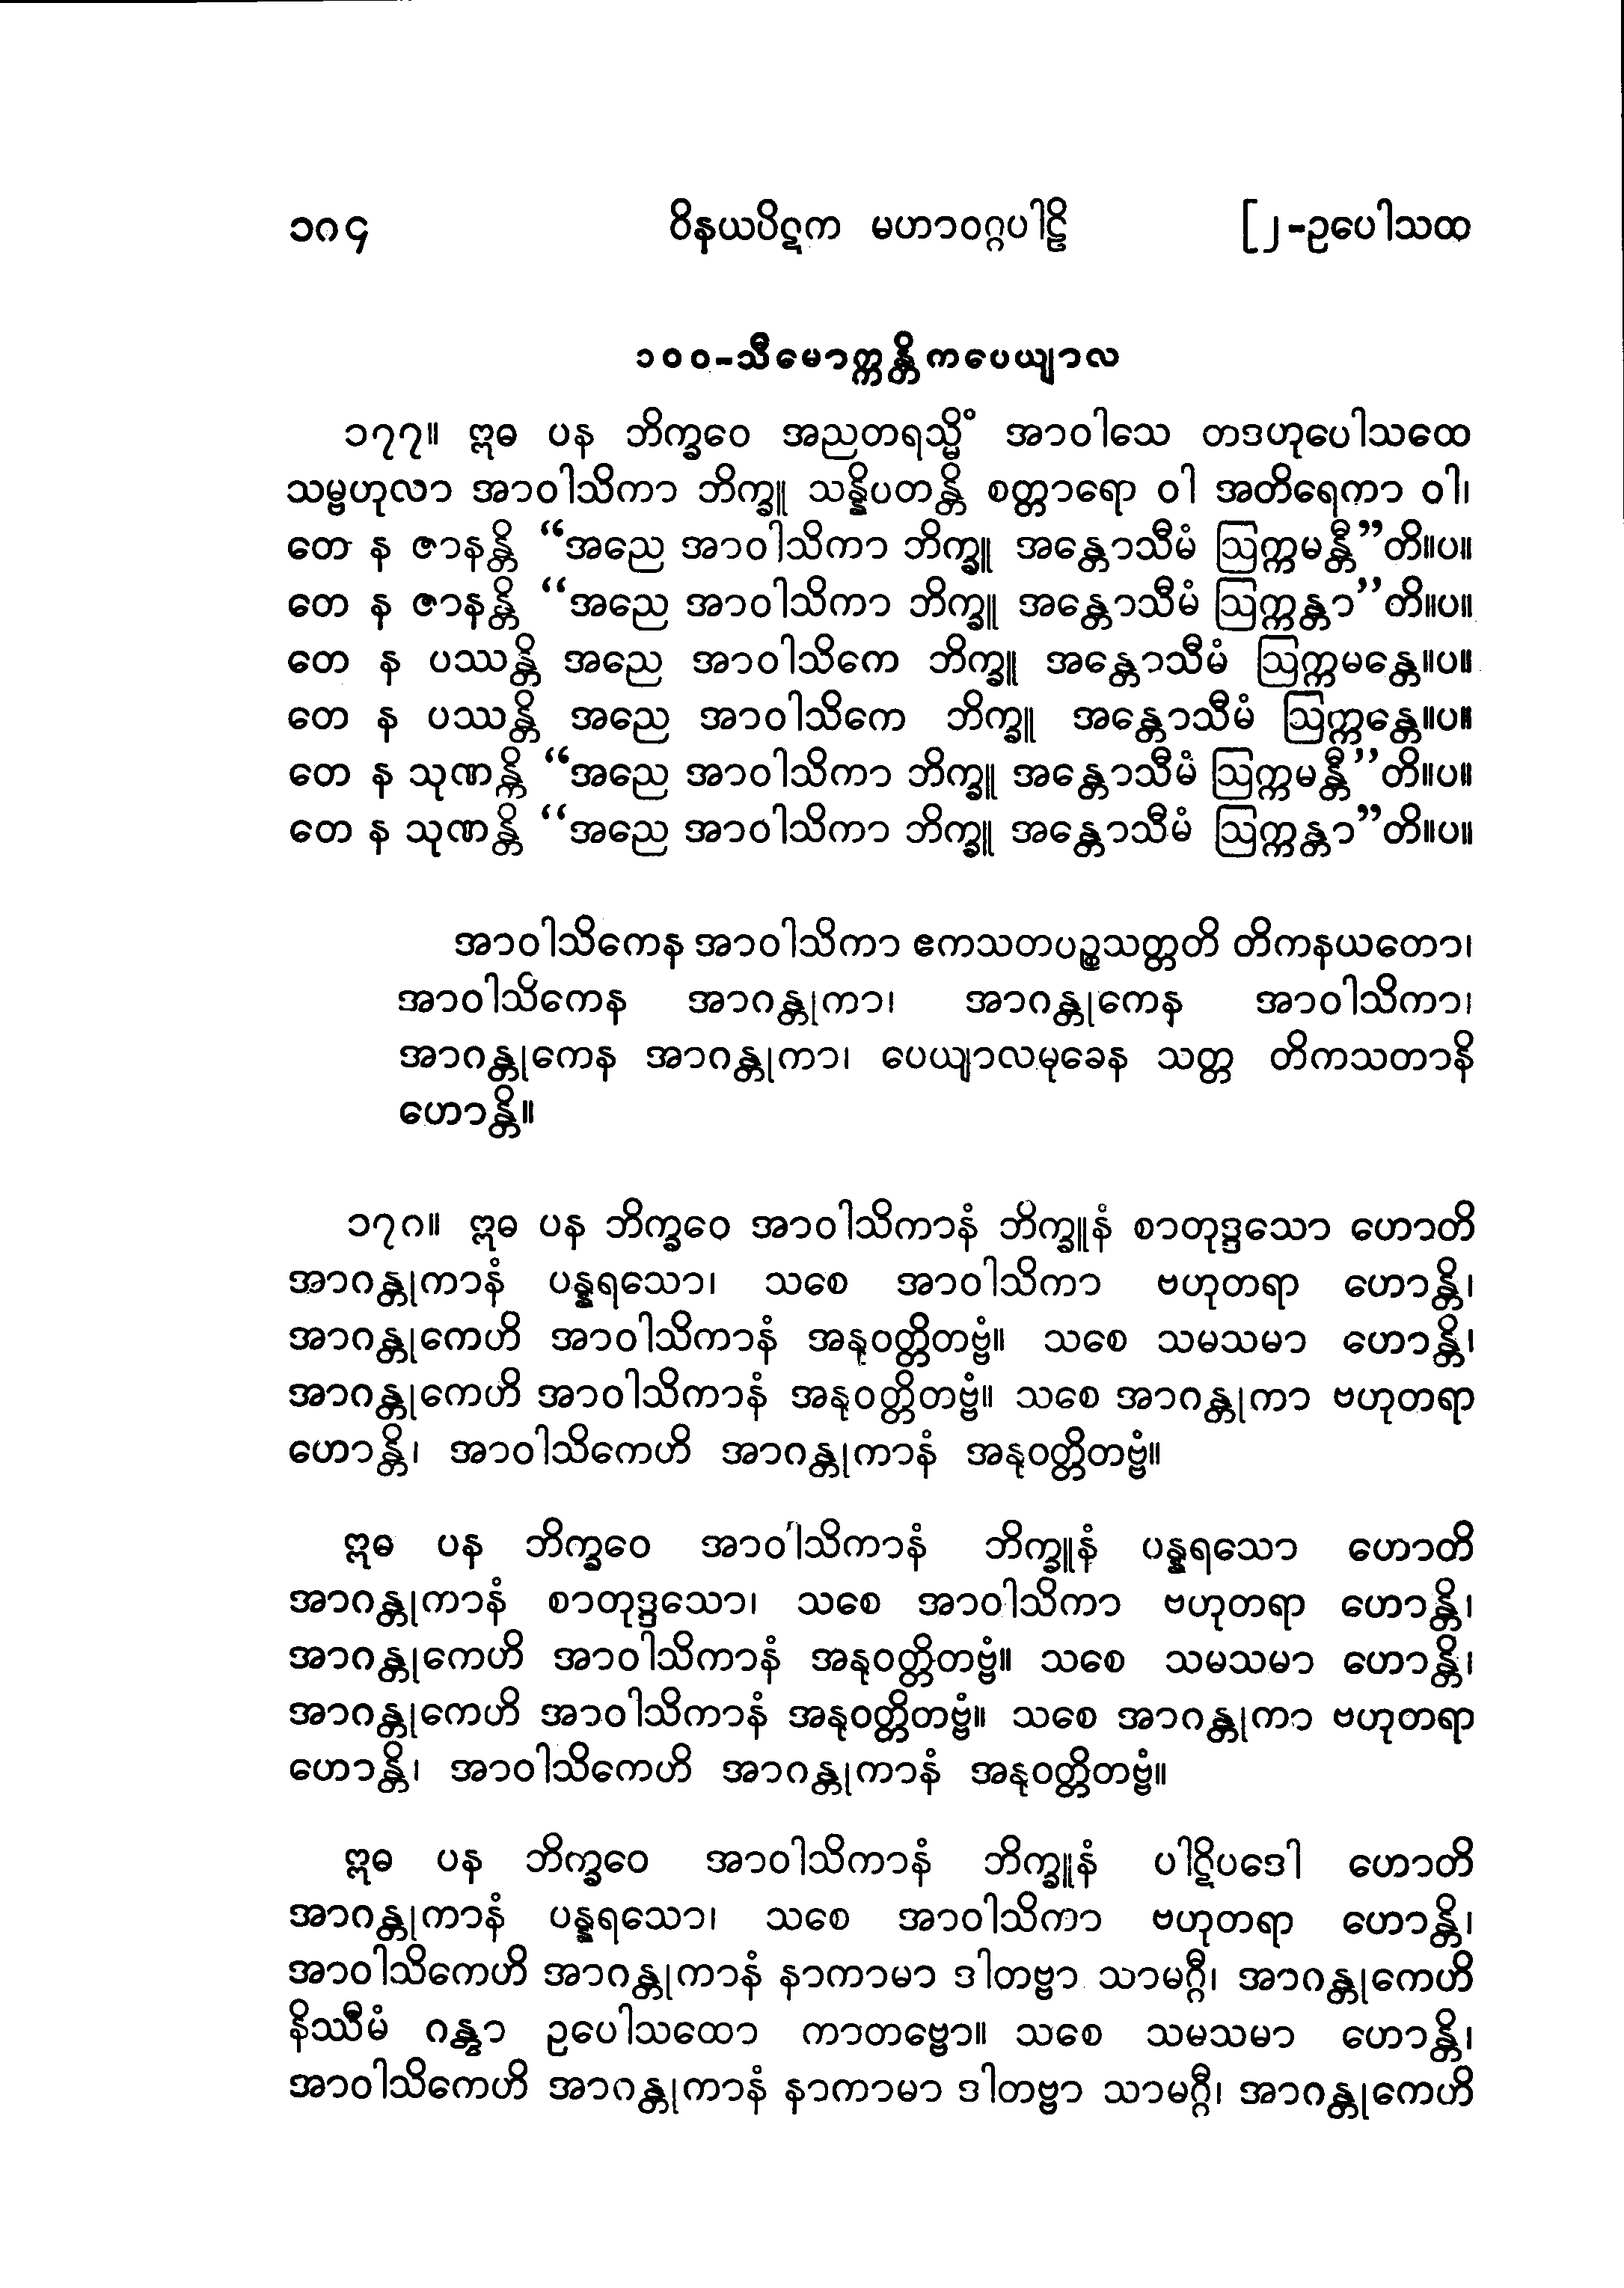 ၁၈၄ ဝိနယပိဋက မဟာဝဂ္ဂပါဠိ [၂-ဥပေါသထ
၁၀၀-သီမောက္ကန္တိကပေယျာလ
၁၇၇။ ဣဓ ပန ဘိက္ခဝေ အညတရသ္မိံ အာဝါသေ တဒဟုပေါသထေ
သမ္ဗဟုလာ အာဝါသိကာ ဘိက္ခူ သန္နိပတန္တိ စတ္တာရော ဝါ အတိရေကာ ဝါ၊
တေ န ဇာနန္တိ “အညေ အာဝါသိကာ ဘိက္ခူ အန္တောသီမံ ဩက္ကမန္တီ”တိ။ပ။
တေ န ဇာနန္တိ “အညေ အာဝါသိကာ ဘိက္ခူ အန္တောသီမံ ဩက္ကန္တာ”တိ။ပ။
တေ န ပဿန္တိ အညေ အာဝါသိကေ ဘိက္ခူ အန္တောသီမံ ဩက္ကမန္တေ။ပ။
တေ န ပဿန္တိ အညေ အာဝါသိကေ ဘိက္ခူ အန္တောသီမံ ဩက္ကန္တေ။ပ။
တေ န သုဏန္တိ “အညေ အာဝါသိကာ ဘိက္ခူ အန္တောသီမံ ဩက္ကမန္တီ”တိ။ပ။
တေ န သုဏန္တိ “အညေ အာဝါသိကာ ဘိက္ခူ အန္တောသီမံ ဩက္ကန္တာ”တိ။ပ။
အာဝါသိကေန အာဝါသိကာ ဧကသတပဉ္စသတ္တတိ တိကနယတော၊
အာဝါသိကေန အာဂန္တုကာ၊ အာဂန္တုကေန အာဝါသိကာ၊
အာဂန္တုကေန အာဂန္တုကာ၊ ပေယျာလမုခေန သတ္တ တိကသတာနိ
ဟောန္တိ။
၁၇၈။ ဣဓ ပန ဘိက္ခဝေ အာဝါသိကာနံ ဘိက္ခူနံ စာတုဒ္ဒသော ဟောတိ
အာဂန္တုကာနံ ပန္နရသော၊ သစေ အာဝါသိကာ ဗဟုတရာ ဟောန္တိ၊
အာဂန္တုကေဟိ အာဝါသိကာနံ အနုဝတ္တိတဗ္ဗံ။ သစေ သမသမာ ဟောန္တိ၊
အာဂန္တုကေဟိ အာဝါသိကာနံ အနုဝတ္တိတဗ္ဗံ။ သစေ အာဂန္တုကာ ဗဟုတရာ
ဟောန္တိ၊ အာဝါသိကေဟိ အာဂန္တုကာနံ အနုဝတ္တိတဗ္ဗံ။
ဣဓ ပန ဘိက္ခဝေ အာဝါသိကာနံ ဘိက္ခူနံ ပန္နရသော ဟောတိ
အာဂန္တုကာနံ စာတုဒ္ဒသော၊ သစေ အာဝါသိကာ ဗဟုတရာ ဟောန္တိ၊
အာဂန္တုကေဟိ အာဝါသိကာနံ အနုဝတ္တိတဗ္ဗံ။ သစေ သမသမာ ဟောန္တိ၊
အာဂန္တုကေဟိ အာဝါသိကာနံ အနုဝတ္တိတဗ္ဗံ။ သစေ အာဂန္တုကာ ဗဟုတရာ
ဟောန္တိ၊ အာဝါသိကေဟိ အာဂန္တုကာနံ အနုဝတ္တိတဗ္ဗံ။
ဣဓ ပန ဘိက္ခဝေ အာဝါသိကာနံ ဘိက္ခူနံ ပါဋိပဒေါ ဟောတိ
အာဂန္တုကာနံ ပန္နရသော၊ သစေ အာဝါသိကာ ဗဟုတရာ ဟောန္တိ၊
အာဝါသိကေဟိ အာဂန္တုကာနံ နာကာမာ ဒါတဗ္ဗာ သာမဂ္ဂီ၊ အာဂန္တုကေဟိ
နိဿီမံ ဂန္တွာ ဥပေါသထော ကာတဗ္ဗော။ သစေ သမသမာ ဟောန္တိ၊
အာဝါသိကေဟိ အာဂန္တုကာနံ နာကာမာ ဒါတဗ္ဗာ သာမဂ္ဂီ၊ အာဂန္တုကေဟိ